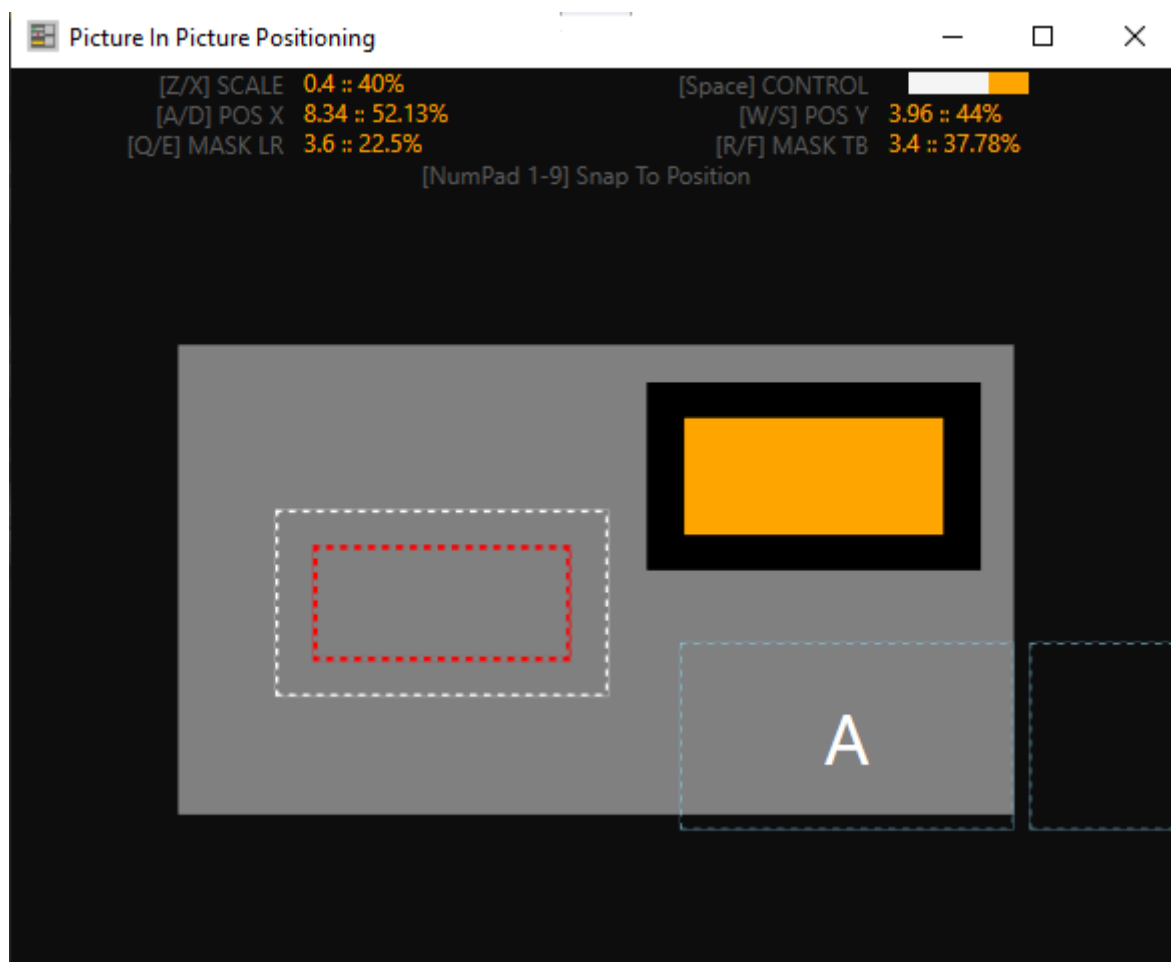 Picture In Picture Positioning
[Z/X] SCALE 0.4 :: 40% [Space] CONTROL
[A/D] POS X 8.34 :: 52.13% [W/S] POS Y 3.96 :: 44%
[Q/E] MASK LR 3.6 :: 22.5% [R/F] MASK TB 3.4 :: 37.78%
[NumPad 1-9] Snap To Position
A